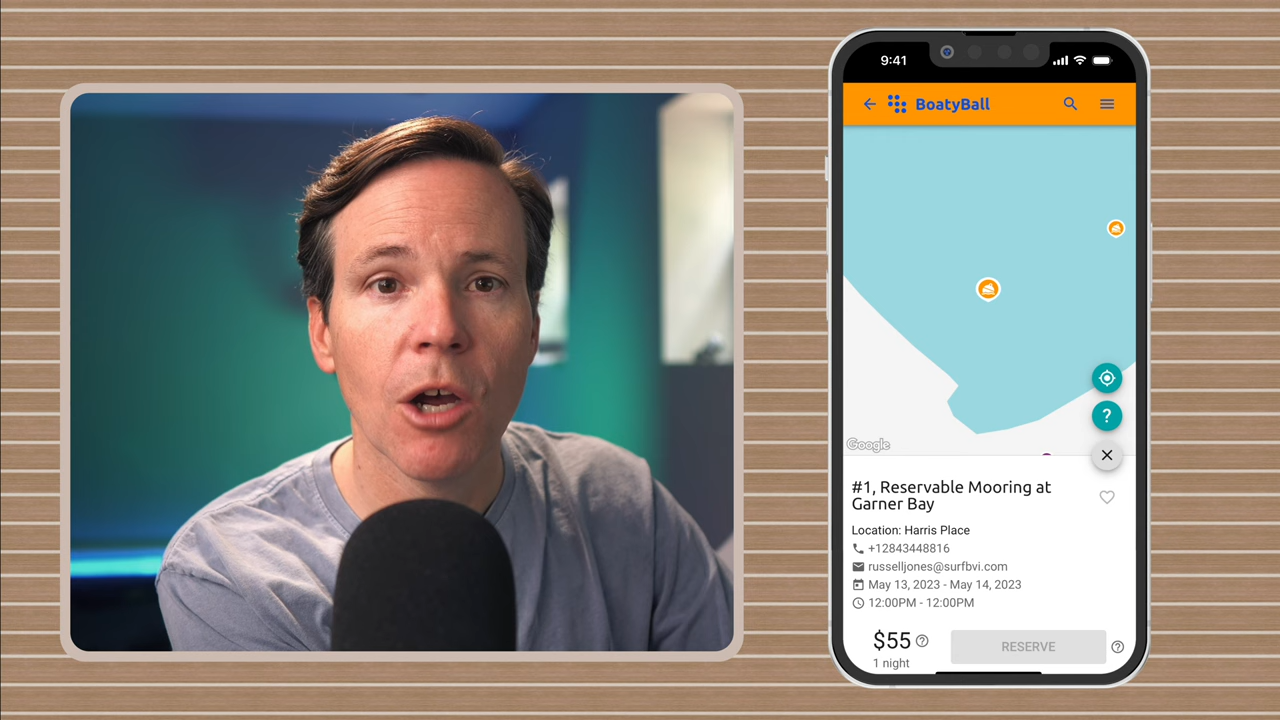 9:41
BoatyBall
Google
?
#1, Reservable Mooring at
Garner Bay
Location: Harris Place
+12843448816
russelljones@surfbvi.com
May 13, 2023 - May 14, 2023
12:00PM - 12:00PM
$55
RESERVE
1 night